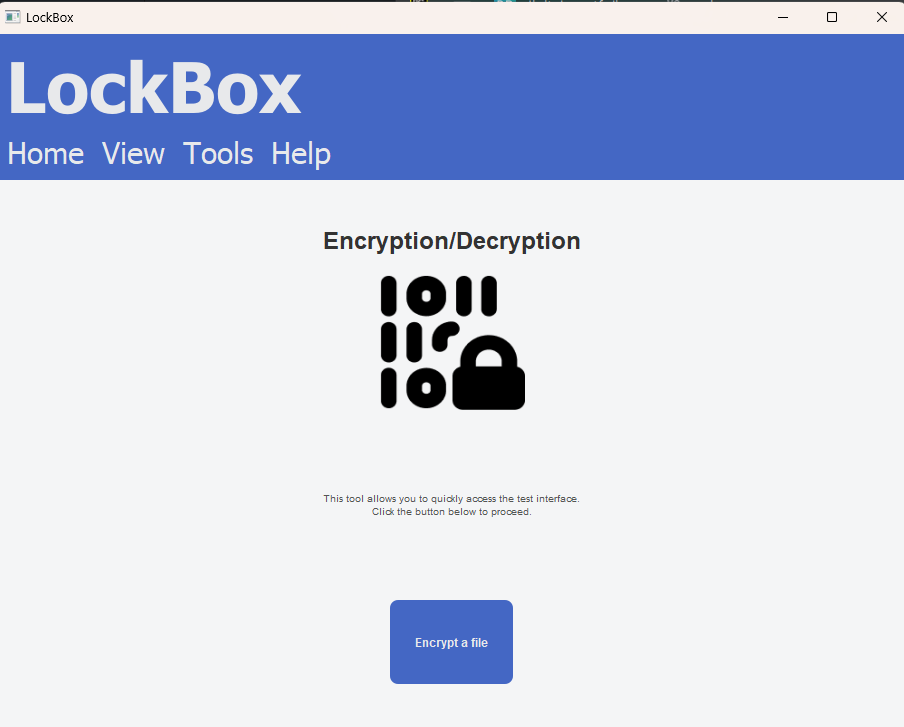 LockBox
LockBox
Home View Tools Help
Encryption/Decryption
This tool allows you to quickly access the test interface.
Click the button below to proceed.
Encrypt a file